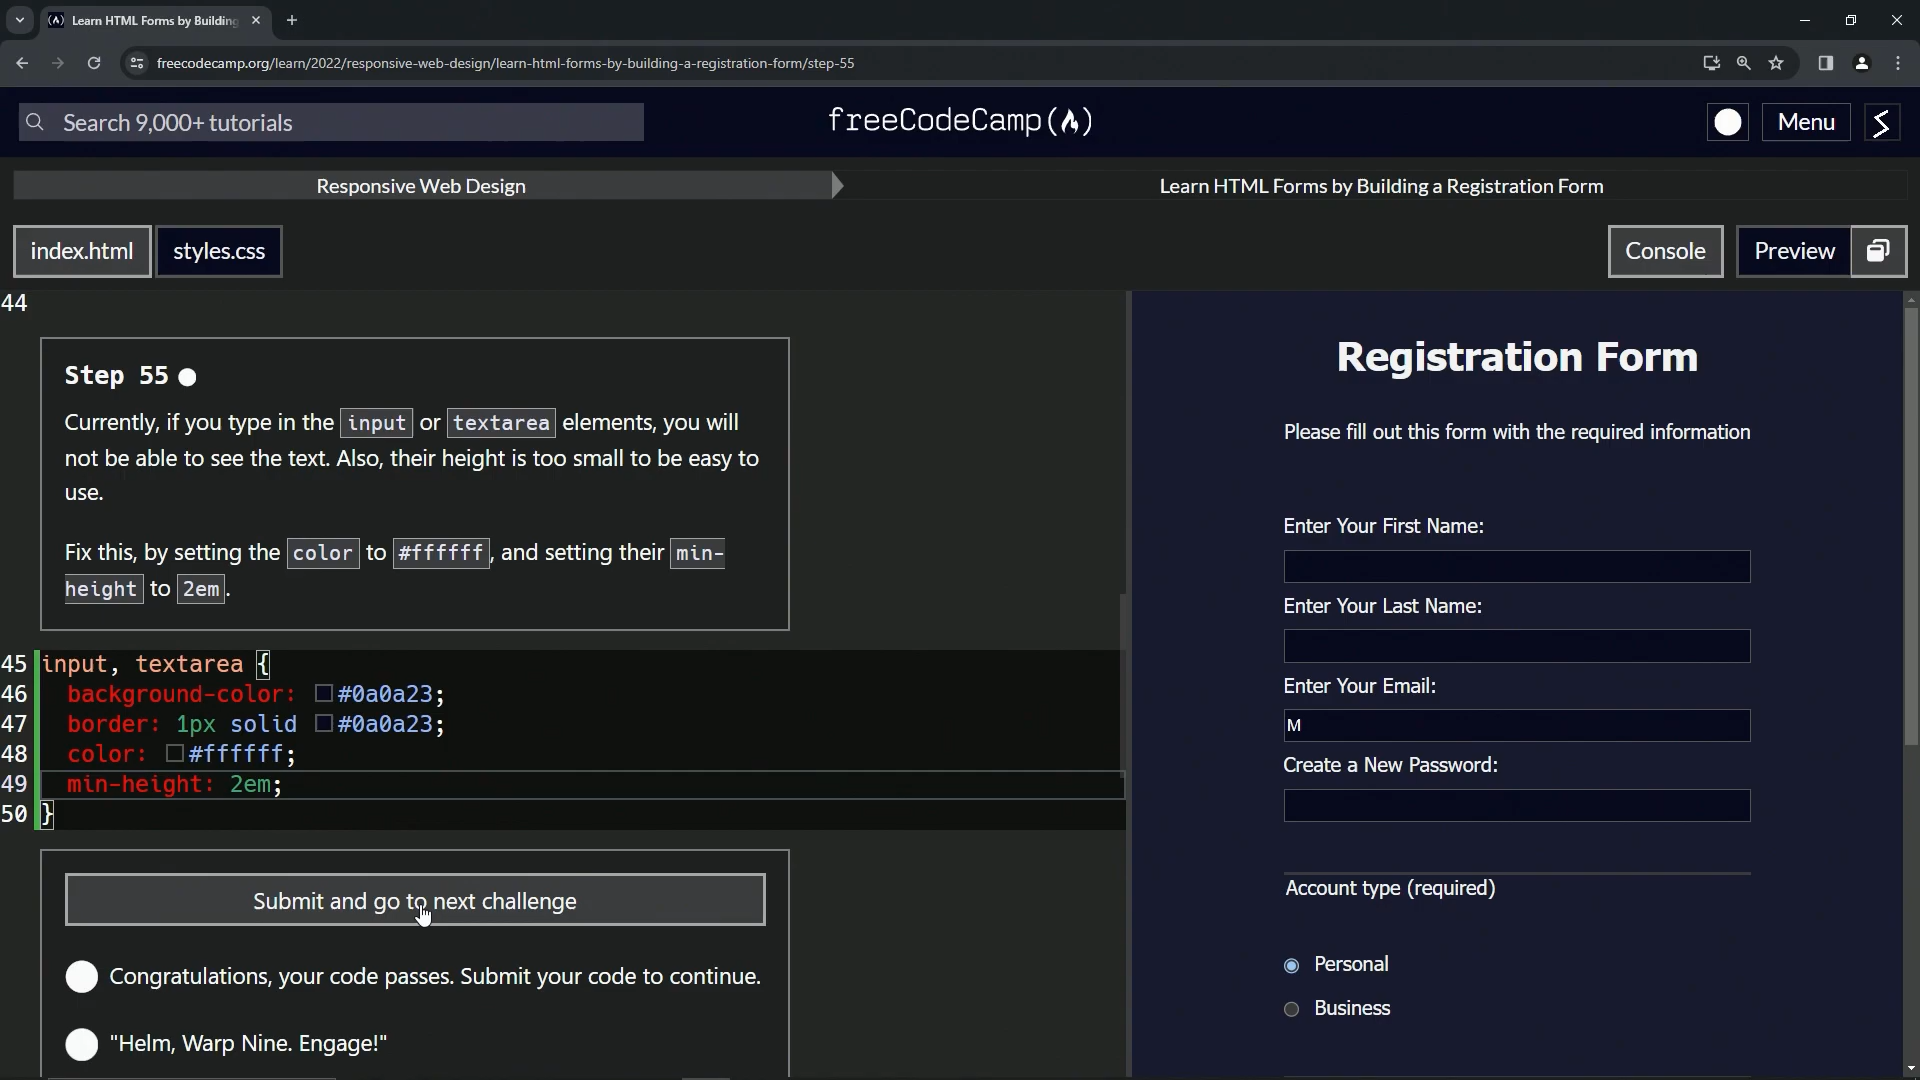 Learn HTML Forms by Building
freecodecamp.org/learn/2022/responsive-web-design/learn-html-forms-by-building-a-registration-form/step-55
Search 9,000+ tutorials
freeCodeCamp
Menu
Responsive Web Design
Learn HTML Forms by Building a Registration Form
index.html
styles.css
Console
Preview
44
Step 55
Currently, if you type in the input or textarea elements, you will
not be able to see the text. Also, their height is too small to be easy to
use.
Fix this, by setting the color to #ffffff, and setting their min-
height to 2em.
45 input, textarea {
46 background-color: #0a0a23;
47 border: 1px solid #0a0a23;
48 color: #ffffff;
49 min-height: 2em;
50 }
Submit and go to next challenge
Congratulations, your code passes. Submit your code to continue.
"Helm, Warp Nine. Engage!"
Registration Form
Please fill out this form with the required information
Enter Your First Name:
Enter Your Last Name:
Enter Your Email:
M
Create a New Password:
Account type (required)
Personal
Business